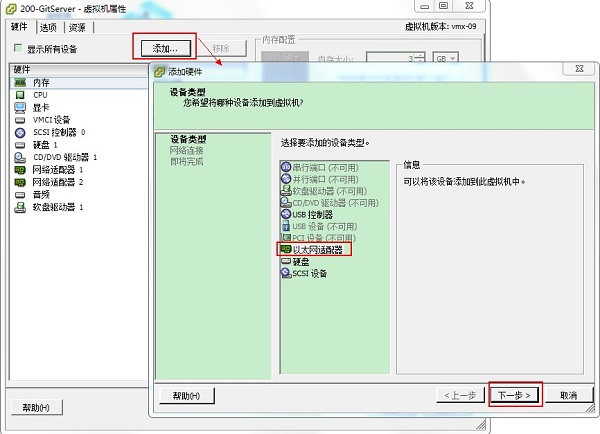 200-GitServer - 虚拟机属性
硬件 选项 资源
虚拟机版本: vmx-09
显示所有设备
添加...
移除
内存配置
内存大小:
3
GB
硬件
内存
CPU
显卡
VMCI 设备
SCSI 控制器 0
硬盘 1
CD/DVD 驱动器 1
网络适配器 1
网络适配器 2
音频
软盘驱动器 1
帮助(H)
添加硬件
设备类型
您希望将哪种设备添加到虚拟机?
设备类型
网络连接
即将完成
选择要添加的设备类型。
串行端口 (不可用)
并行端口 (不可用)
软盘驱动器 (不可用)
CD/DVD 驱动器 (不可用)
USB 控制器
USB 设备 (不可用)
PCI 设备 (不可用)
以太网适配器
硬盘
SCSI 设备
信息
可以将该设备添加到此虚拟机中。
帮助(H)
<上一步
下一步 >
取消